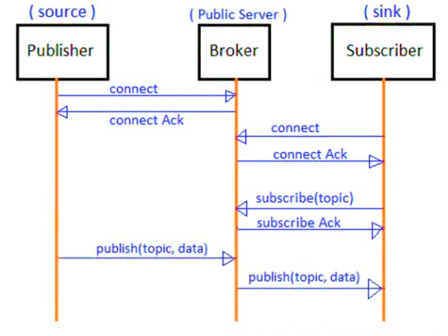 ( source )
( Public Server )
( sink )
Publisher
Broker
Subscriber
connect
connect Ack
connect
connect Ack
subscribe(topic)
subscribe Ack
publish(topic, data)
publish(topic, data)